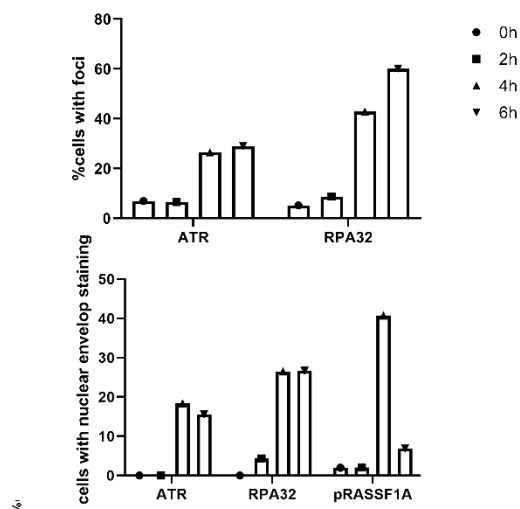 80
60
40
20
0
%cells with foci
ATR
RPA32
0h
2h
4h
6h
50
40
30
20
10
0
cells with nuclear envelop staining
ATR
RPA32
pRASSF1A